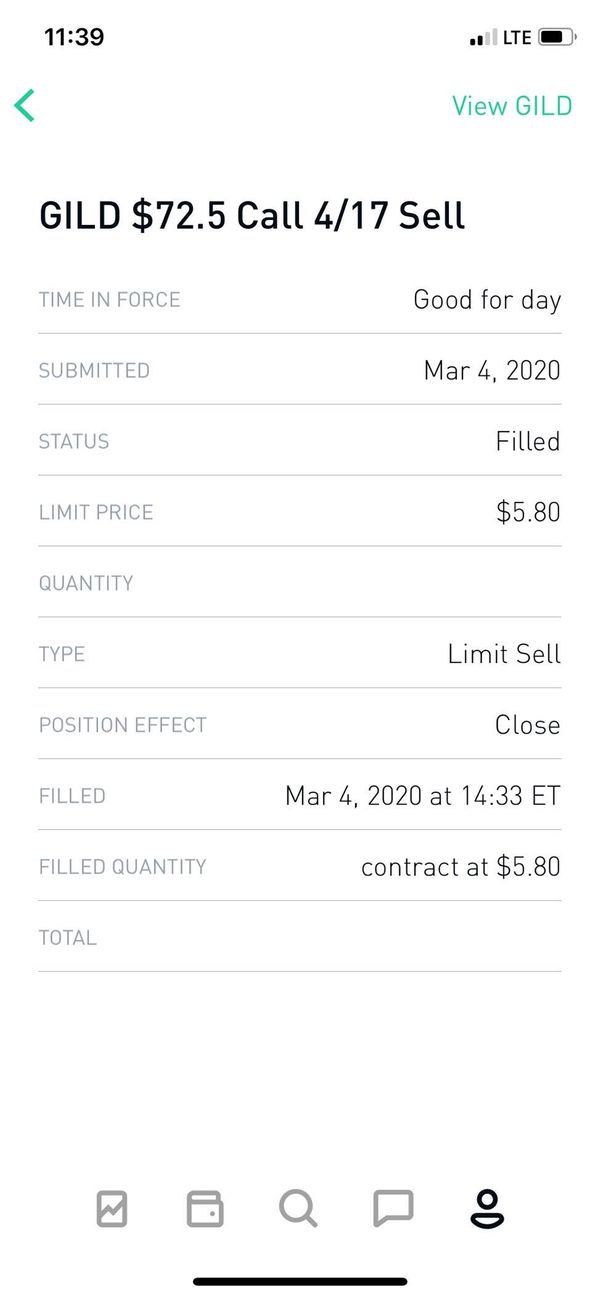 11:39
LTE
View GILD
GILD $72.5 Call 4/17 Sell
TIME IN FORCE Good for day
SUBMITTED Mar 4, 2020
STATUS Filled
LIMIT PRICE $5.80
QUANTITY
TYPE Limit Sell
POSITION EFFECT Close
FILLED Mar 4, 2020 at 14:33 ET
FILLED QUANTITY contract at $5.80
TOTAL